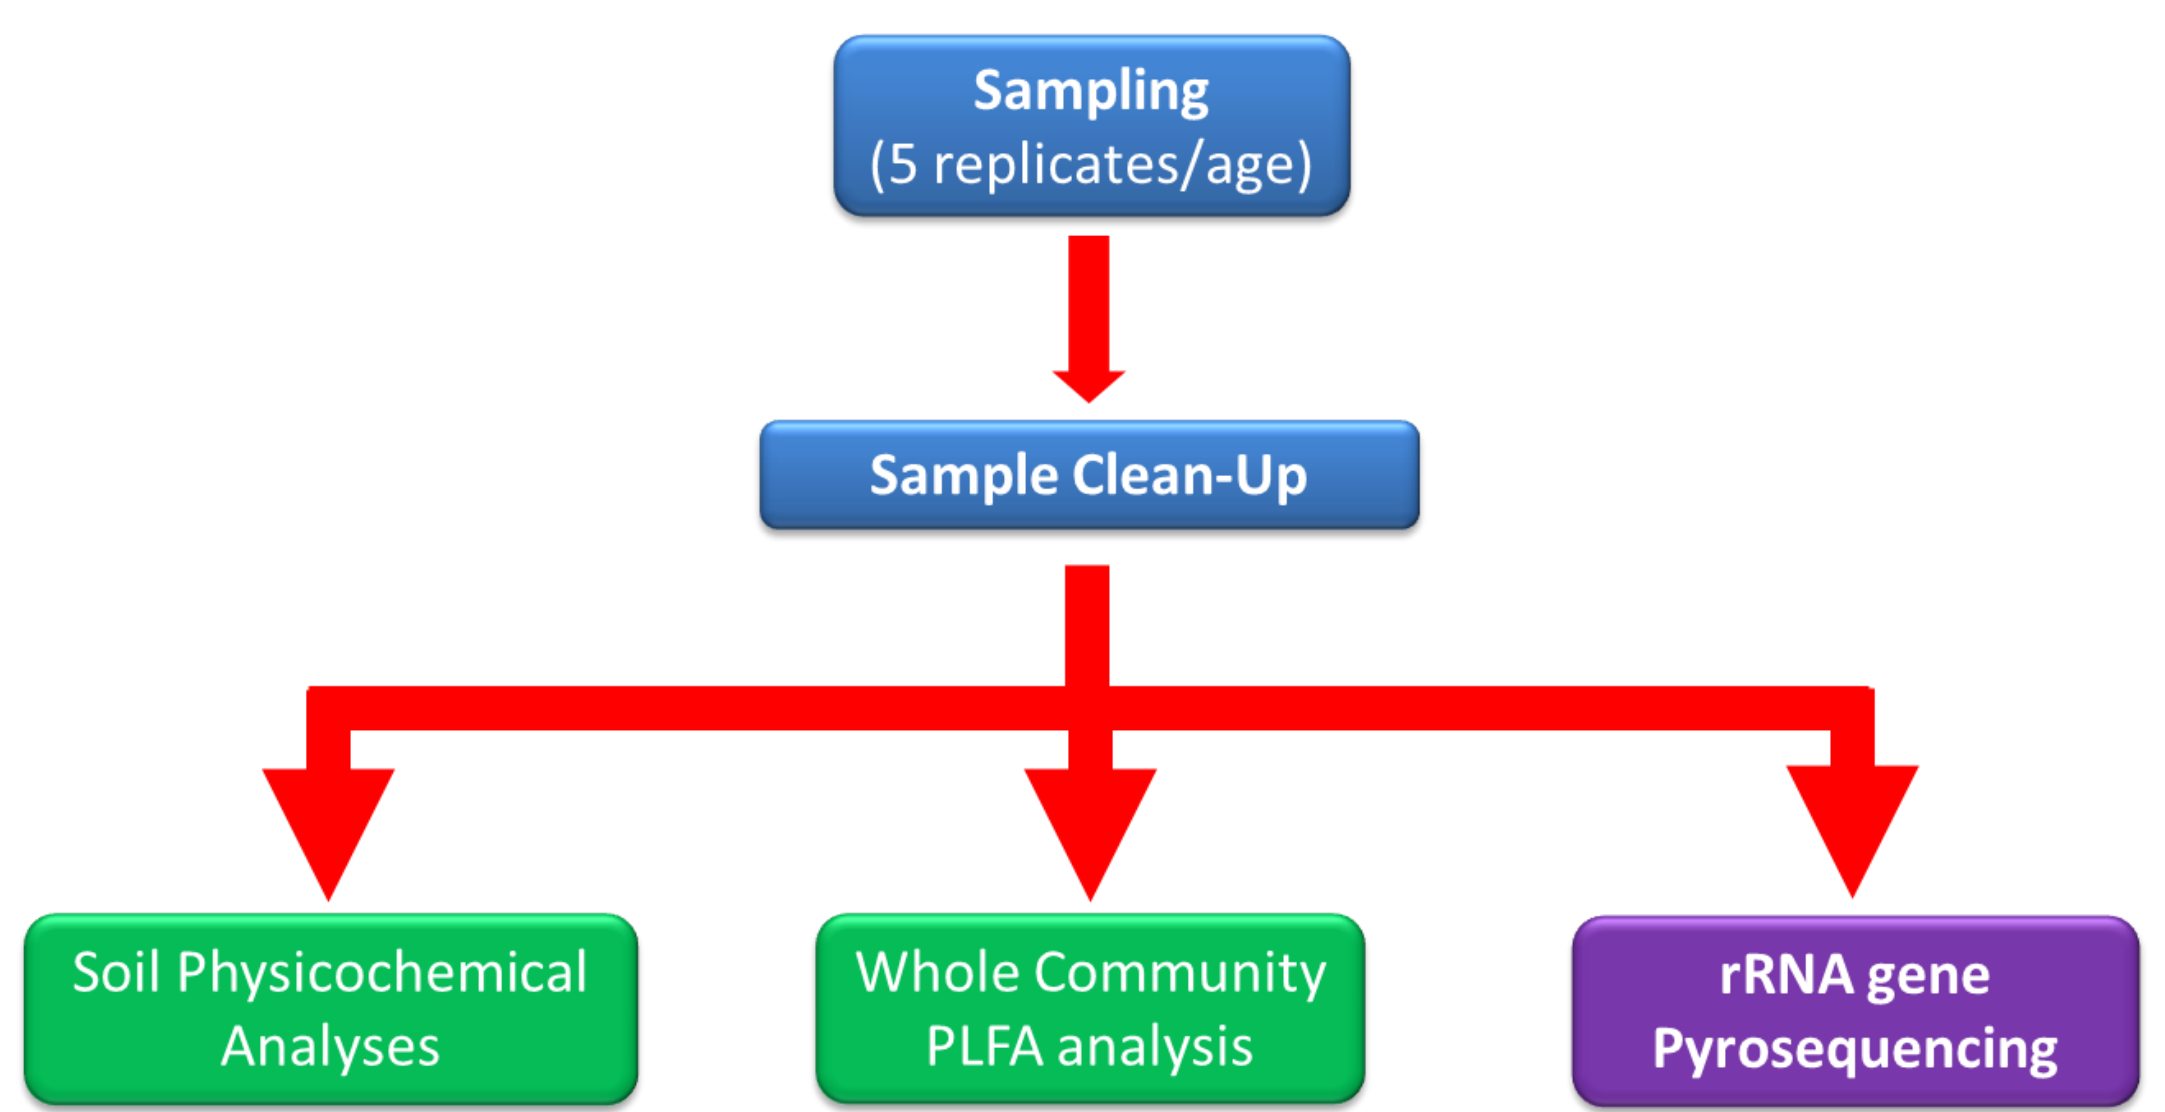 Sampling
(5 replicates/age)
Sample Clean-Up
Soil Physicochemical
Analyses
Whole Community
PLFA analysis
rRNA gene
Pyrosequencing